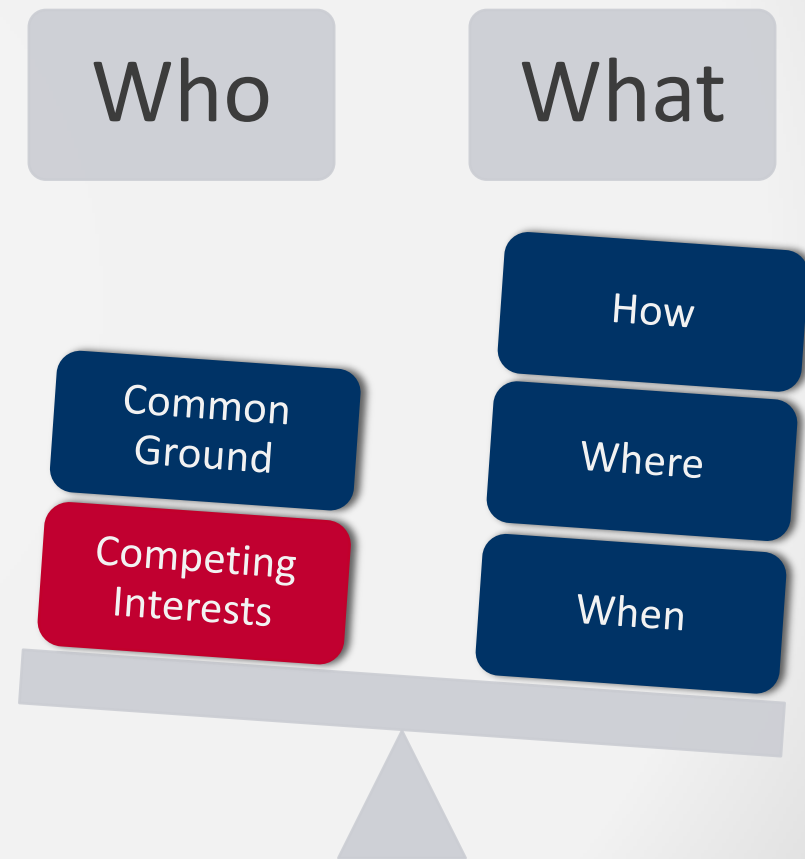 Who
What
Common
Ground
Competing
Interests
How
Where
When